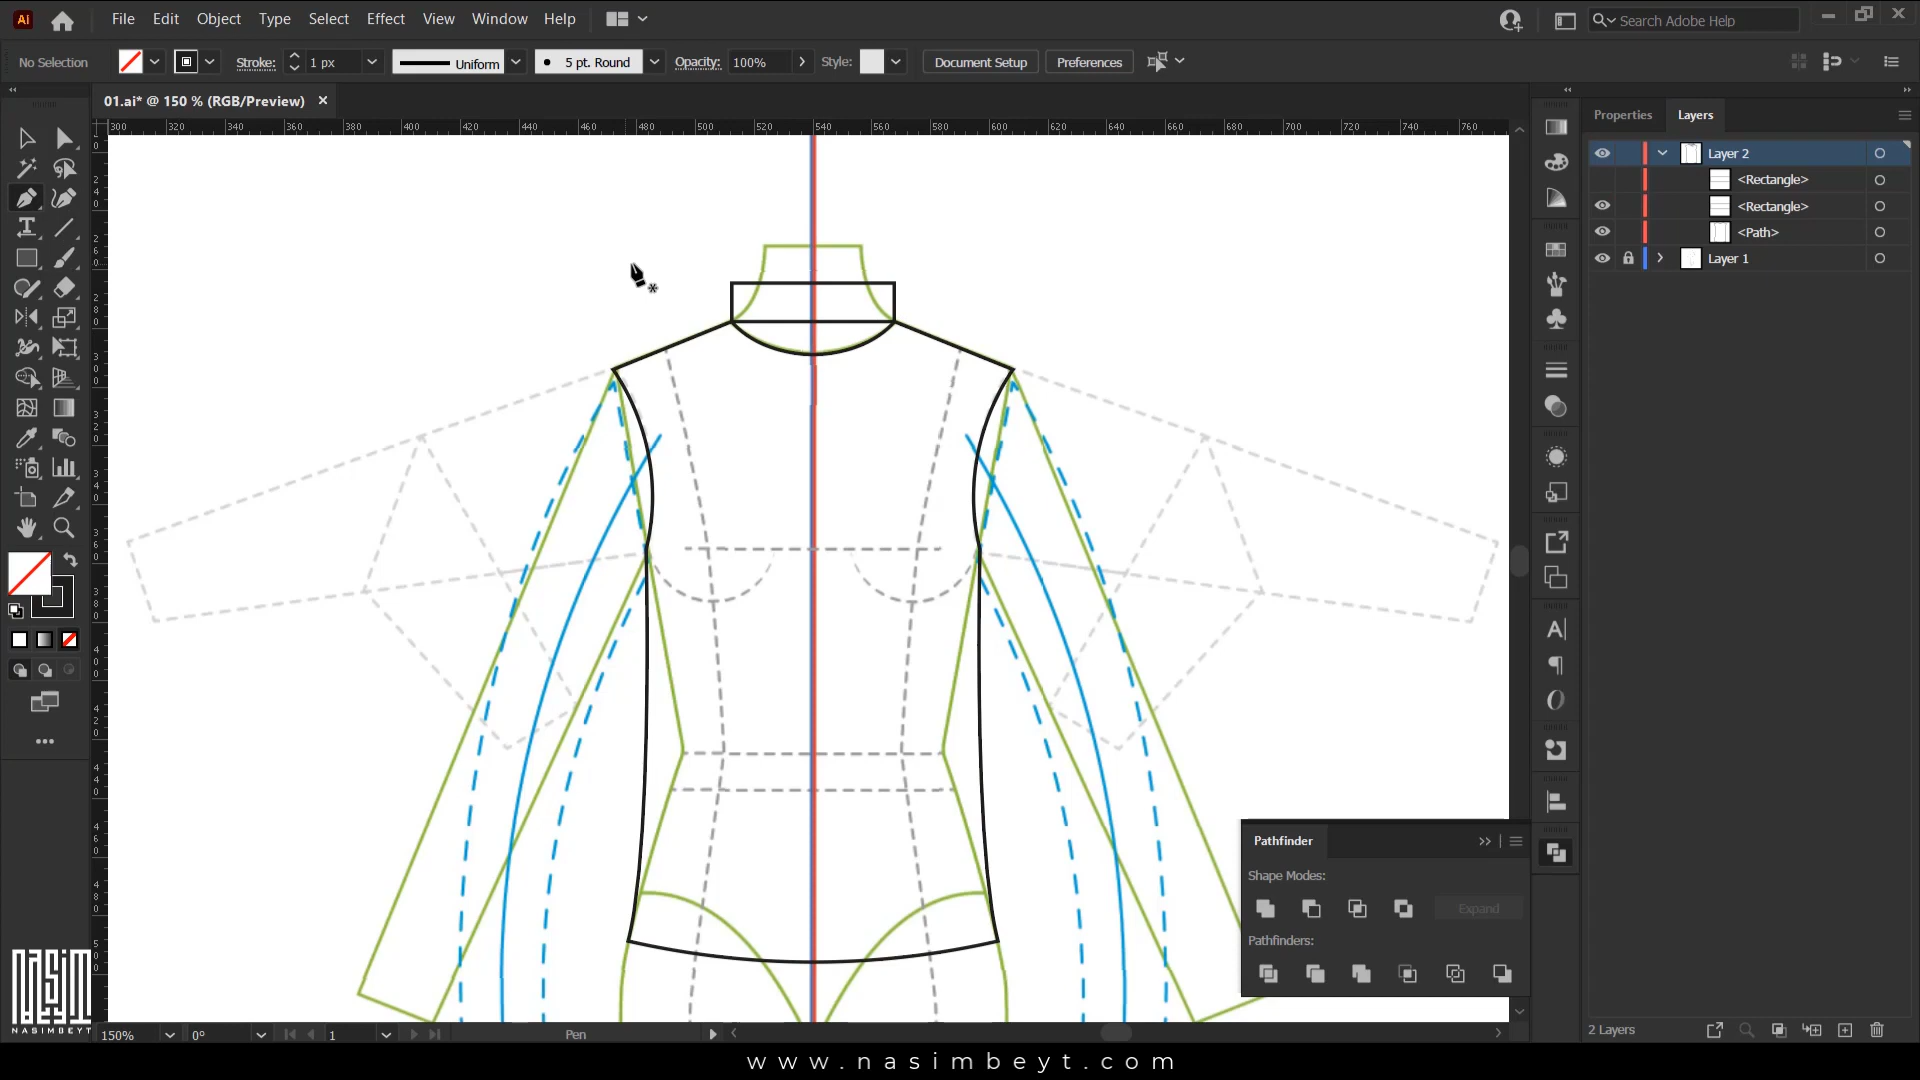 Ai File Edit Object Type Select Effect View Window Help Search Adobe Help
No Selection Stroke: 1 px Uniform 5 pt. Round Opacity: 100% Style: Document Setup Preferences
01.ai* @ 150 % (RGB/Preview) Properties Layers
300 320 340 360 380 400 420 440 460 480 500 520 540 560 580 600 620 640 660 680 700 720 740 760
Layer 2
<Rectangle>
<Rectangle>
<Path>
Layer 1
Pathfinder
Shape Modes:
Expand
Pathfinders:
NASIMBEYT
150% 0° 1 Pen 2 Layers
www.nasimbeyt.com